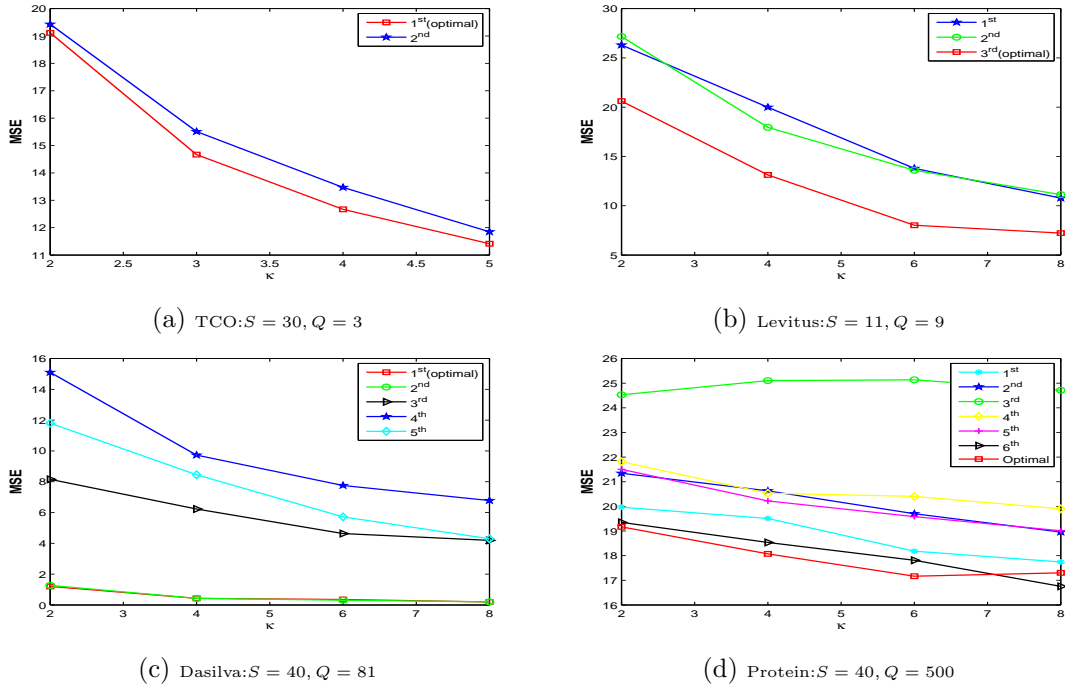 20
19
18
17
16
15
14
13
12
11
2
2.5
3
3.5
4
4.5
5
MSE
κ
1st(optimal)
2nd
(a) TCO:S = 30, Q = 3
30
25
20
15
10
5
2
3
4
5
6
7
8
MSE
κ
1st
2nd
3rd(optimal)
(b) Levitus:S = 11, Q = 9
16
14
12
10
8
6
4
2
0
2
3
4
5
6
7
8
MSE
κ
1st(optimal)
2nd
3rd
4th
5th
(c) Dasilva:S = 40, Q = 81
26
25
24
23
22
21
20
19
18
17
16
2
3
4
5
6
7
8
MSE
κ
1st
2nd
3rd
4th
5th
6th
Optimal
(d) Protein:S = 40, Q = 500